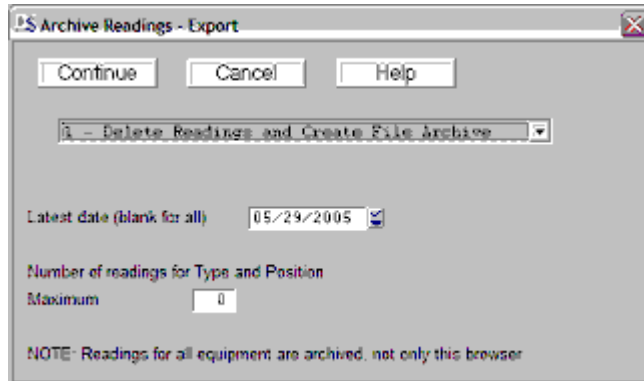 Archive Readings - Export
Continue Cancel Help
- Delete Readings and Create File Archive
Latest date (blank for all) 05/29/2005
Number of readings for Type and Position
Maximum 0
NOTE: Readings for all equipment are archived, not only this browser